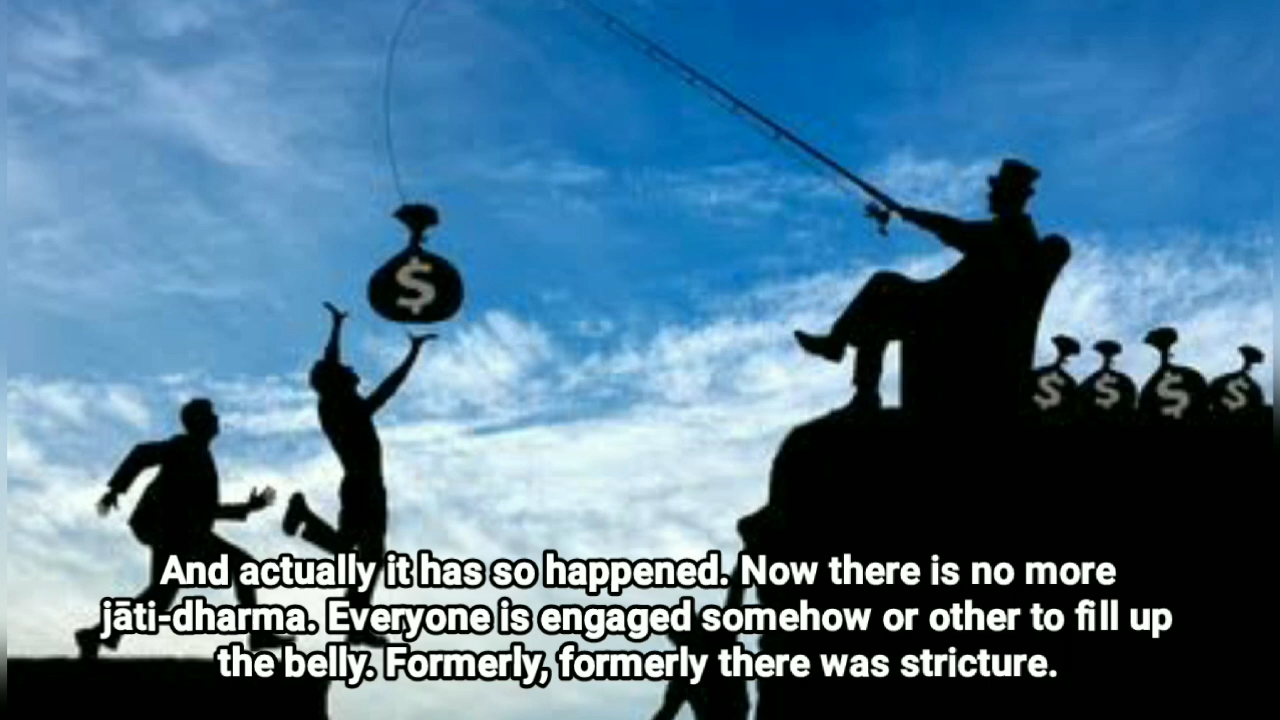 $
$ $ $ $
And actually it has so happened. Now there is no more
jāti-dharma. Everyone is engaged somehow or other to fill up
the belly. Formerly, formerly there was stricture.